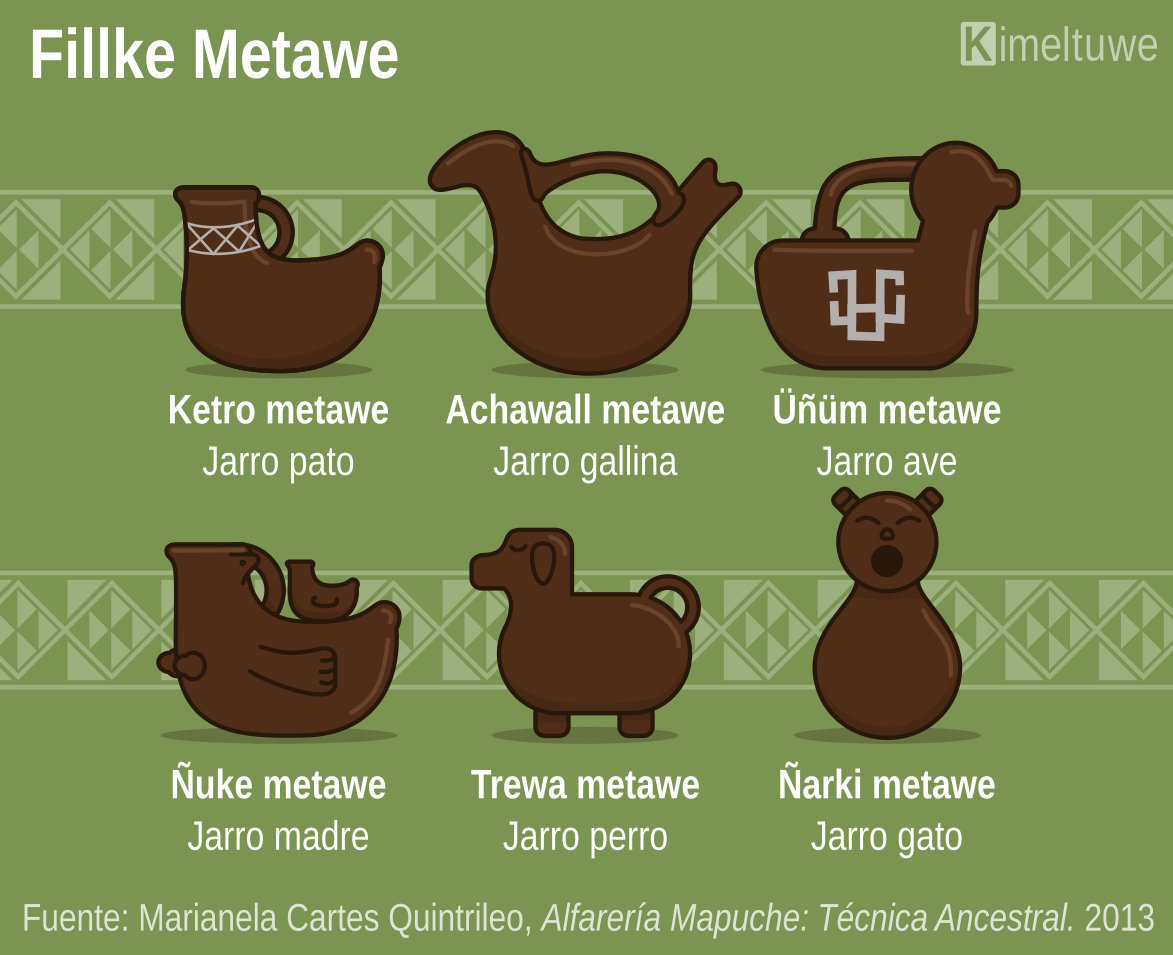 Fillke Metawe
Kimeltuwe
Ketro metawe
Jarro pato
Achawall metawe
Jarro gallina
Üñüm metawe
Jarro ave
Ñuke metawe
Jarro madre
Trewa metawe
Jarro perro
Ñarki metawe
Jarro gato
Fuente: Marianela Cartes Quintrileo, Alfarería Mapuche: Técnica Ancestral. 2013